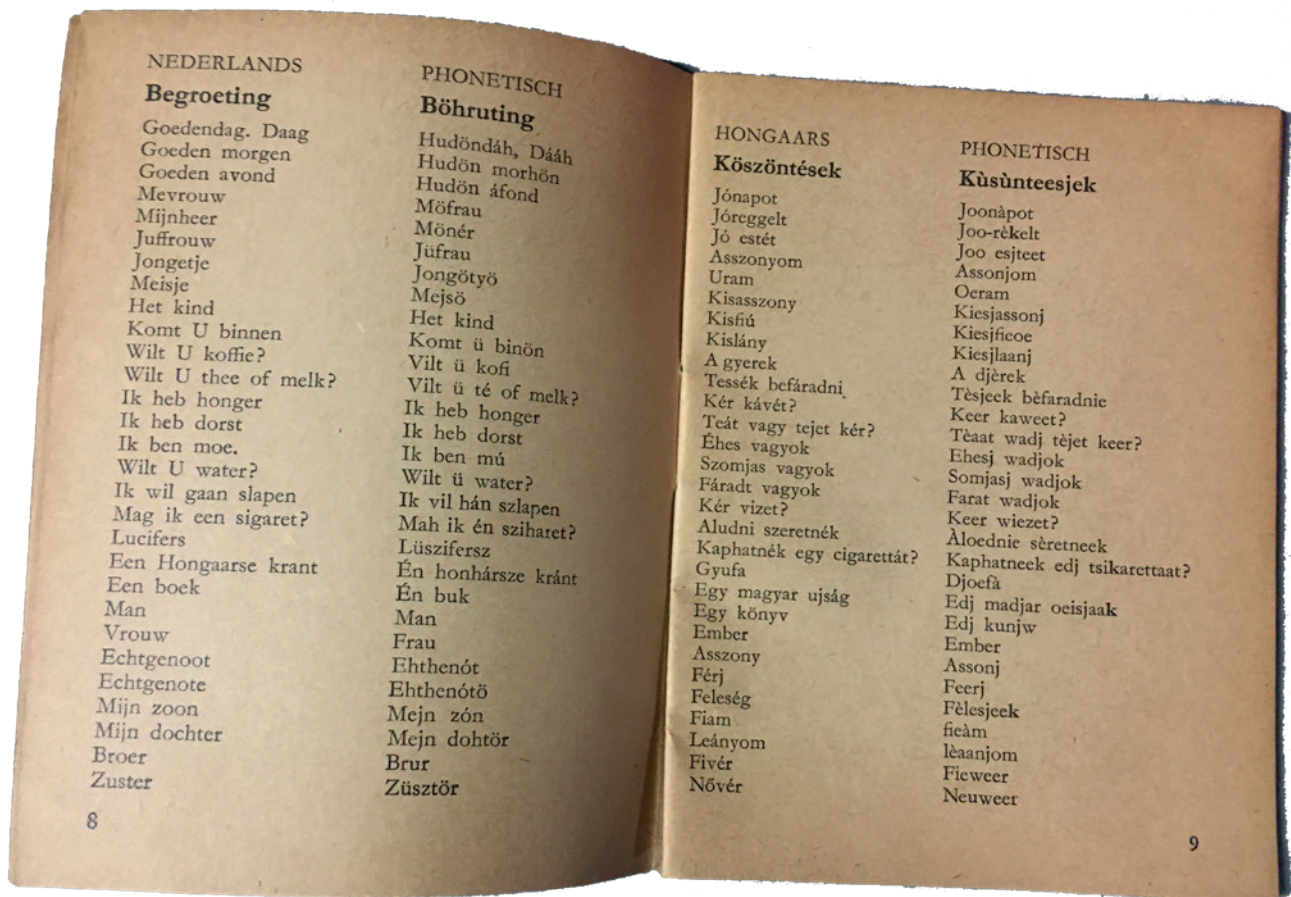 NEDERLANDS
Begroeting
Goedendag. Daag
Goeden morgen
Goeden avond
Mevrouw
Mijnheer
Juffrouw
Jongetje
Meisje
Het kind
Komt U binnen
Wilt U koffie?
Wilt U thee of melk?
Ik heb honger
Ik heb dorst
Ik ben moe.
Wilt U water?
Ik wil gaan slapen
Mag ik een sigaret?
Lucifers
Een Hongaarse krant
Een boek
Man
Vrouw
Echtgenoot
Echtgenote
Mijn zoon
Mijn dochter
Broer
Zuster
8
PHONETISCH
Böhruting
Hudöndáh, Dááh
Hudön morhön
Hudön áfond
Möfrau
Mönér
Jüfrau
Jongötyö
Mejsö
Het kind
Komt ü binön
Vilt ü kofi
Vilt ü té of melk?
Ik heb honger
Ik heb dorst
Ik ben mú
Wilt ü water?
Ik vil hán szlapen
Mah ik én sziharet?
Lüszifersz
Én honhársze kránt
Én buk
Man
Frau
Ehthenót
Ehthenótö
Mejn zón
Mejn dohtör
Brur
Züsztör
HONGAARS
Köszöntések
Jónapot
Jóreggelt
Jó estét
Asszonyom
Uram
Kisasszony
Kisfiú
Kislány
A gyerek
Tessék befáradni
Kér kávét?
Teát vagy tejet kér?
Éhes vagyok
Szomjas vagyok
Fáradt vagyok
Kér vizet?
Aludni szeretnék
Kaphatnék egy cigarettát?
Gyufa
Egy magyar ujság
Egy könyv
Ember
Asszony
Férj
Feleség
Fiam
Leányom
Fivér
Nővér
PHONETISCH
Kùsùnteesjek
Joonàpot
Joo-rèkelt
Joo esjteet
Assonjom
Oeram
Kiesjassonj
Kiesjfieoe
Kiesjlaanj
A djèrek
Tèsjeek bèfaradnie
Keer kaweet?
Tèaat wadj tèjet keer?
Ehesj wadjok
Somjasj wadjok
Farat wadjok
Keer wiezet?
Àloednie sèretneek
Kaphatneek edj tsikarettaat?
Djoefà
Edj madjar oeisjaak
Edj kunjw
Ember
Assonj
Feerj
Fèlesjeek
fieàm
lèaanjom
Fieweer
Neuweer
9